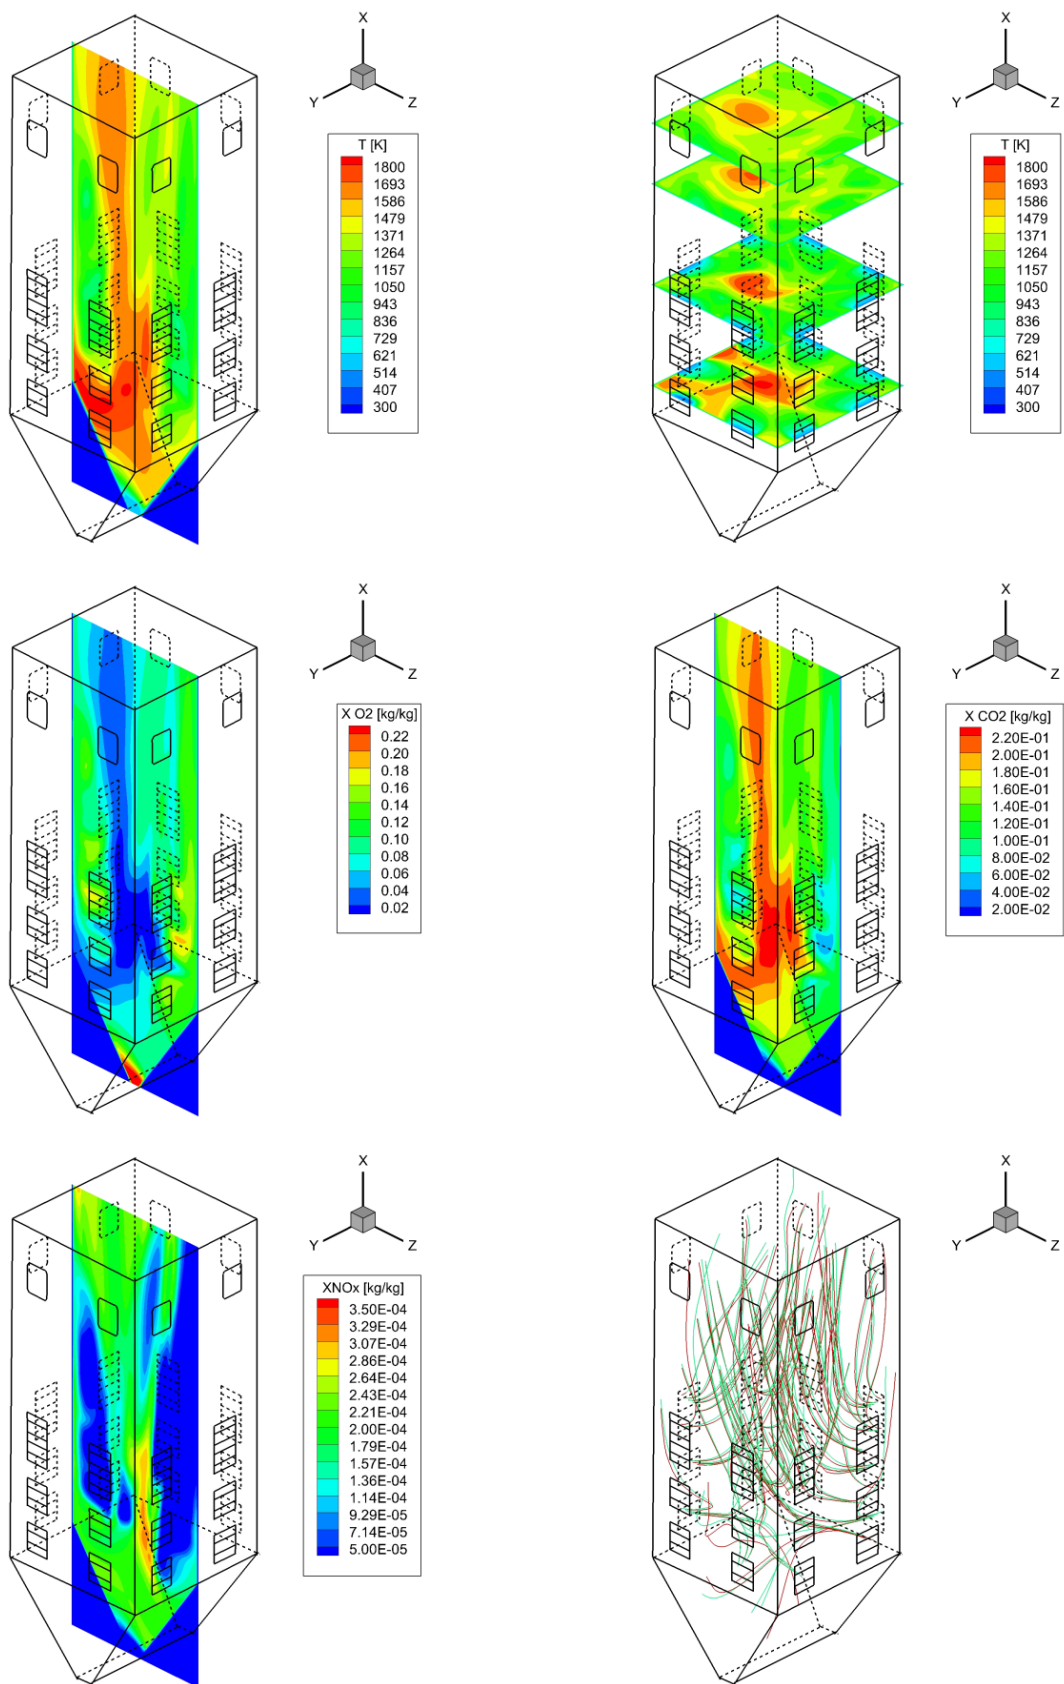 X
Y
Z
T [K]
1800
1693
1586
1479
1371
1264
1157
1050
943
836
729
621
514
407
300
X
Y
Z
T [K]
1800
1693
1586
1479
1371
1264
1157
1050
943
836
729
621
514
407
300
X
Y
Z
X O2 [kg/kg]
0.22
0.20
0.18
0.16
0.14
0.12
0.10
0.08
0.06
0.04
0.02
X
Y
Z
X CO2 [kg/kg]
2.20E-01
2.00E-01
1.80E-01
1.60E-01
1.40E-01
1.20E-01
1.00E-01
8.00E-02
6.00E-02
4.00E-02
2.00E-02
X
Y
Z
XNOx [kg/kg]
3.50E-04
3.29E-04
3.07E-04
2.86E-04
2.64E-04
2.43E-04
2.21E-04
2.00E-04
1.79E-04
1.57E-04
1.36E-04
1.14E-04
9.29E-05
7.14E-05
5.00E-05
X
Y
Z